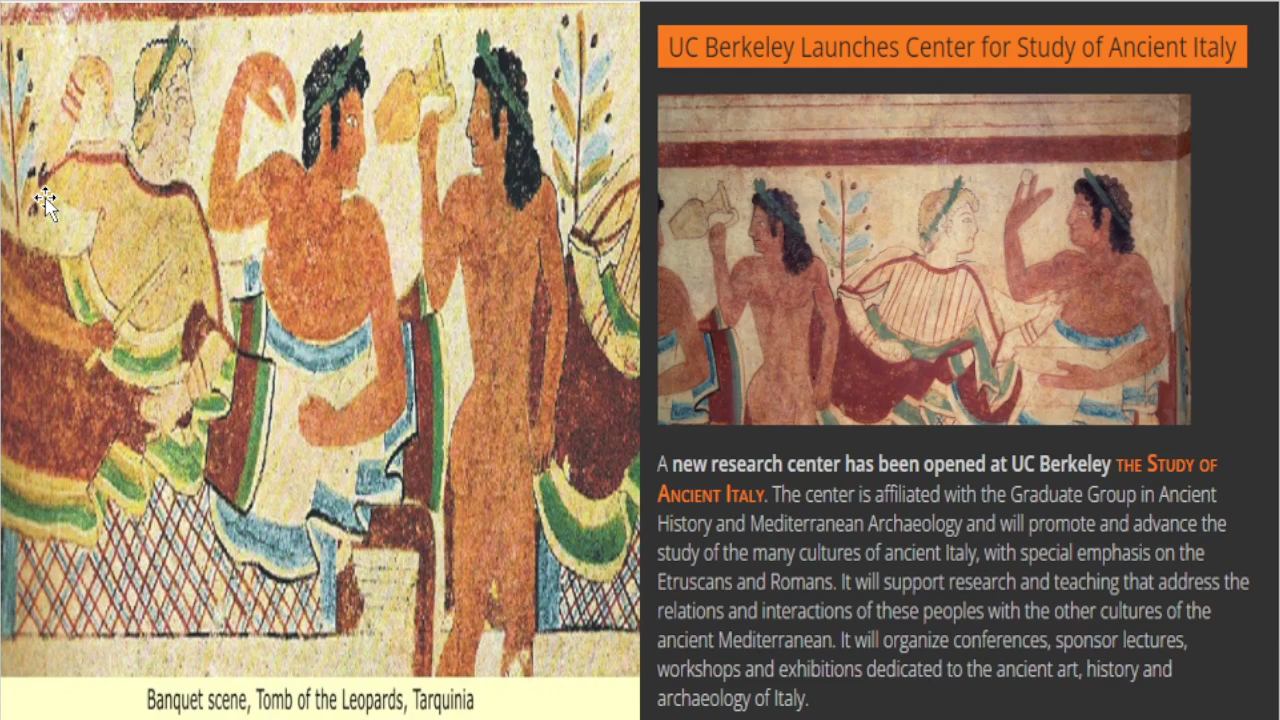 Banquet scene, Tomb of the Leopards, Tarquinia
UC Berkeley Launches Center for Study of Ancient Italy
A new research center has been opened at UC Berkeley THE STUDY OF
ANCIENT ITALY. The center is affiliated with the Graduate Group in Ancient
History and Mediterranean Archaeology and will promote and advance the
study of the many cultures of ancient Italy, with special emphasis on the
Etruscans and Romans. It will support research and teaching that address the
relations and interactions of these peoples with the other cultures of the
ancient Mediterranean. It will organize conferences, sponsor lectures,
workshops and exhibitions dedicated to the ancient art, history and
archaeology of Italy.